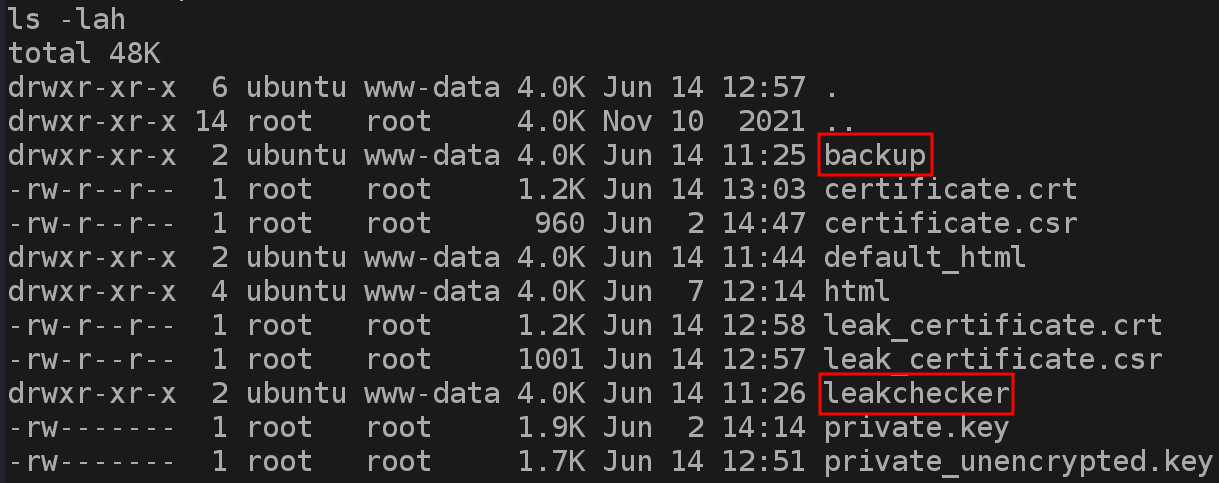 ls -lah
total 48K
drwxr-xr-x  6 ubuntu www-data 4.0K Jun 14 12:57 .
drwxr-xr-x 14 root   root     4.0K Nov 10  2021 ..
drwxr-xr-x  2 ubuntu www-data 4.0K Jun 14 11:25 backup
-rw-r--r--  1 root   root     1.2K Jun 14 13:03 certificate.crt
-rw-r--r--  1 root   root      960 Jun  2 14:47 certificate.csr
drwxr-xr-x  2 ubuntu www-data 4.0K Jun 14 11:44 default_html
drwxr-xr-x  4 ubuntu www-data 4.0K Jun  7 12:14 html
-rw-r--r--  1 root   root     1.2K Jun 14 12:58 leak_certificate.crt
-rw-r--r--  1 root   root     1001 Jun 14 12:57 leak_certificate.csr
drwxr-xr-x  2 ubuntu www-data 4.0K Jun 14 11:26 leakchecker
-rw-------  1 root   root     1.9K Jun  2 14:14 private.key
-rw-------  1 root   root     1.7K Jun 14 12:51 private_unencrypted.key